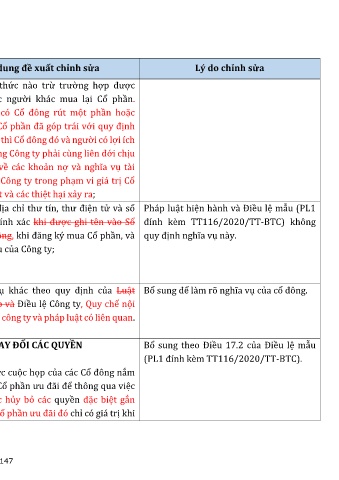 dung đề xuất chỉnh sửa
Lý do chỉnh sửa
thức nào trừ trường hợp được
người khác mua lại Cổ phần.
có Cổ đông rút một phần hoặc
Cổ phần đã góp trái với quy định
thì Cổ đông đó và người có lợi ích
ng Công ty phải cùng liên đới chịu
về các khoản nợ và nghĩa vụ tài
Công ty trong phạm vi giá trị Cổ
t và các thiệt hại xảy ra;
ịa chỉ thư tín, thư điện tử và số
ính xác khi được ghi tên vào Sổ
ông, khi đăng ký mua Cổ phần, và
ụ của Công ty;
Pháp luật hiện hành và Điều lệ mẫu (PL1
đính kèm TT116/2020/TT-BTC) không
quy định nghĩa vụ này.
ụ khác theo quy định của Luật
và Điều lệ Công ty, Quy chế nội
công ty và pháp luật có liên quan.
Bổ sung để làm rõ nghĩa vụ của cổ đông.
AY ĐỔI CÁC QUYỀN
ức cuộc họp của các Cổ đông nắm
Cổ phần ưu đãi để thông qua việc
c hủy bỏ các quyền đặc biệt gắn
ổ phần ưu đãi đó chỉ có giá trị khi
Bổ sung theo Điều 17.2 của Điều lệ mẫu
(PL1 đính kèm TT116/2020/TT-BTC).
147